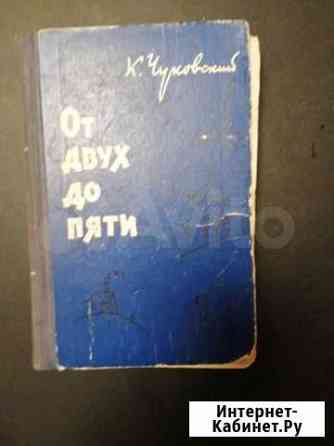 К. Чуковский
От
двух
до
пяти
Avito
Интернет-
Кабинет.Ру